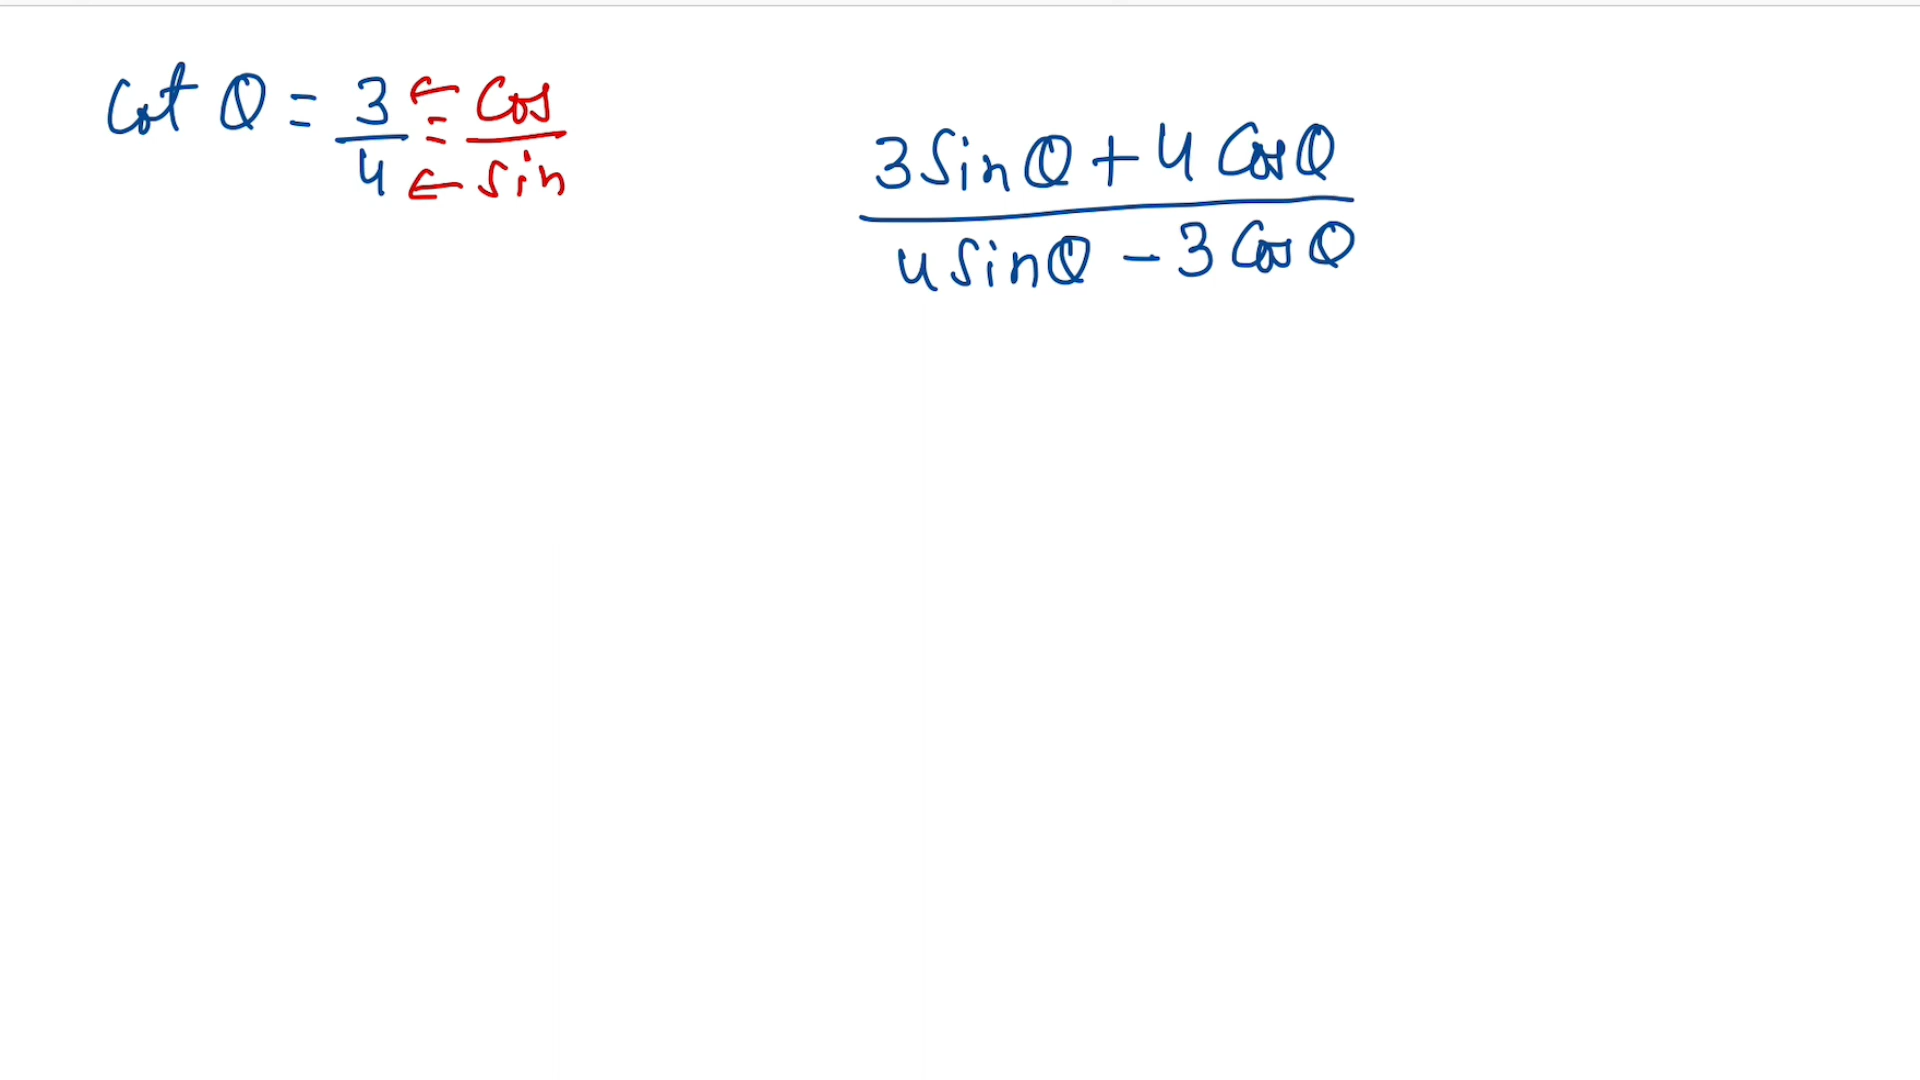 Cot θ = 3/4 = Cos/Sin
3 Sin θ + 4 Cos θ
4 Sin θ - 3 Cos θ